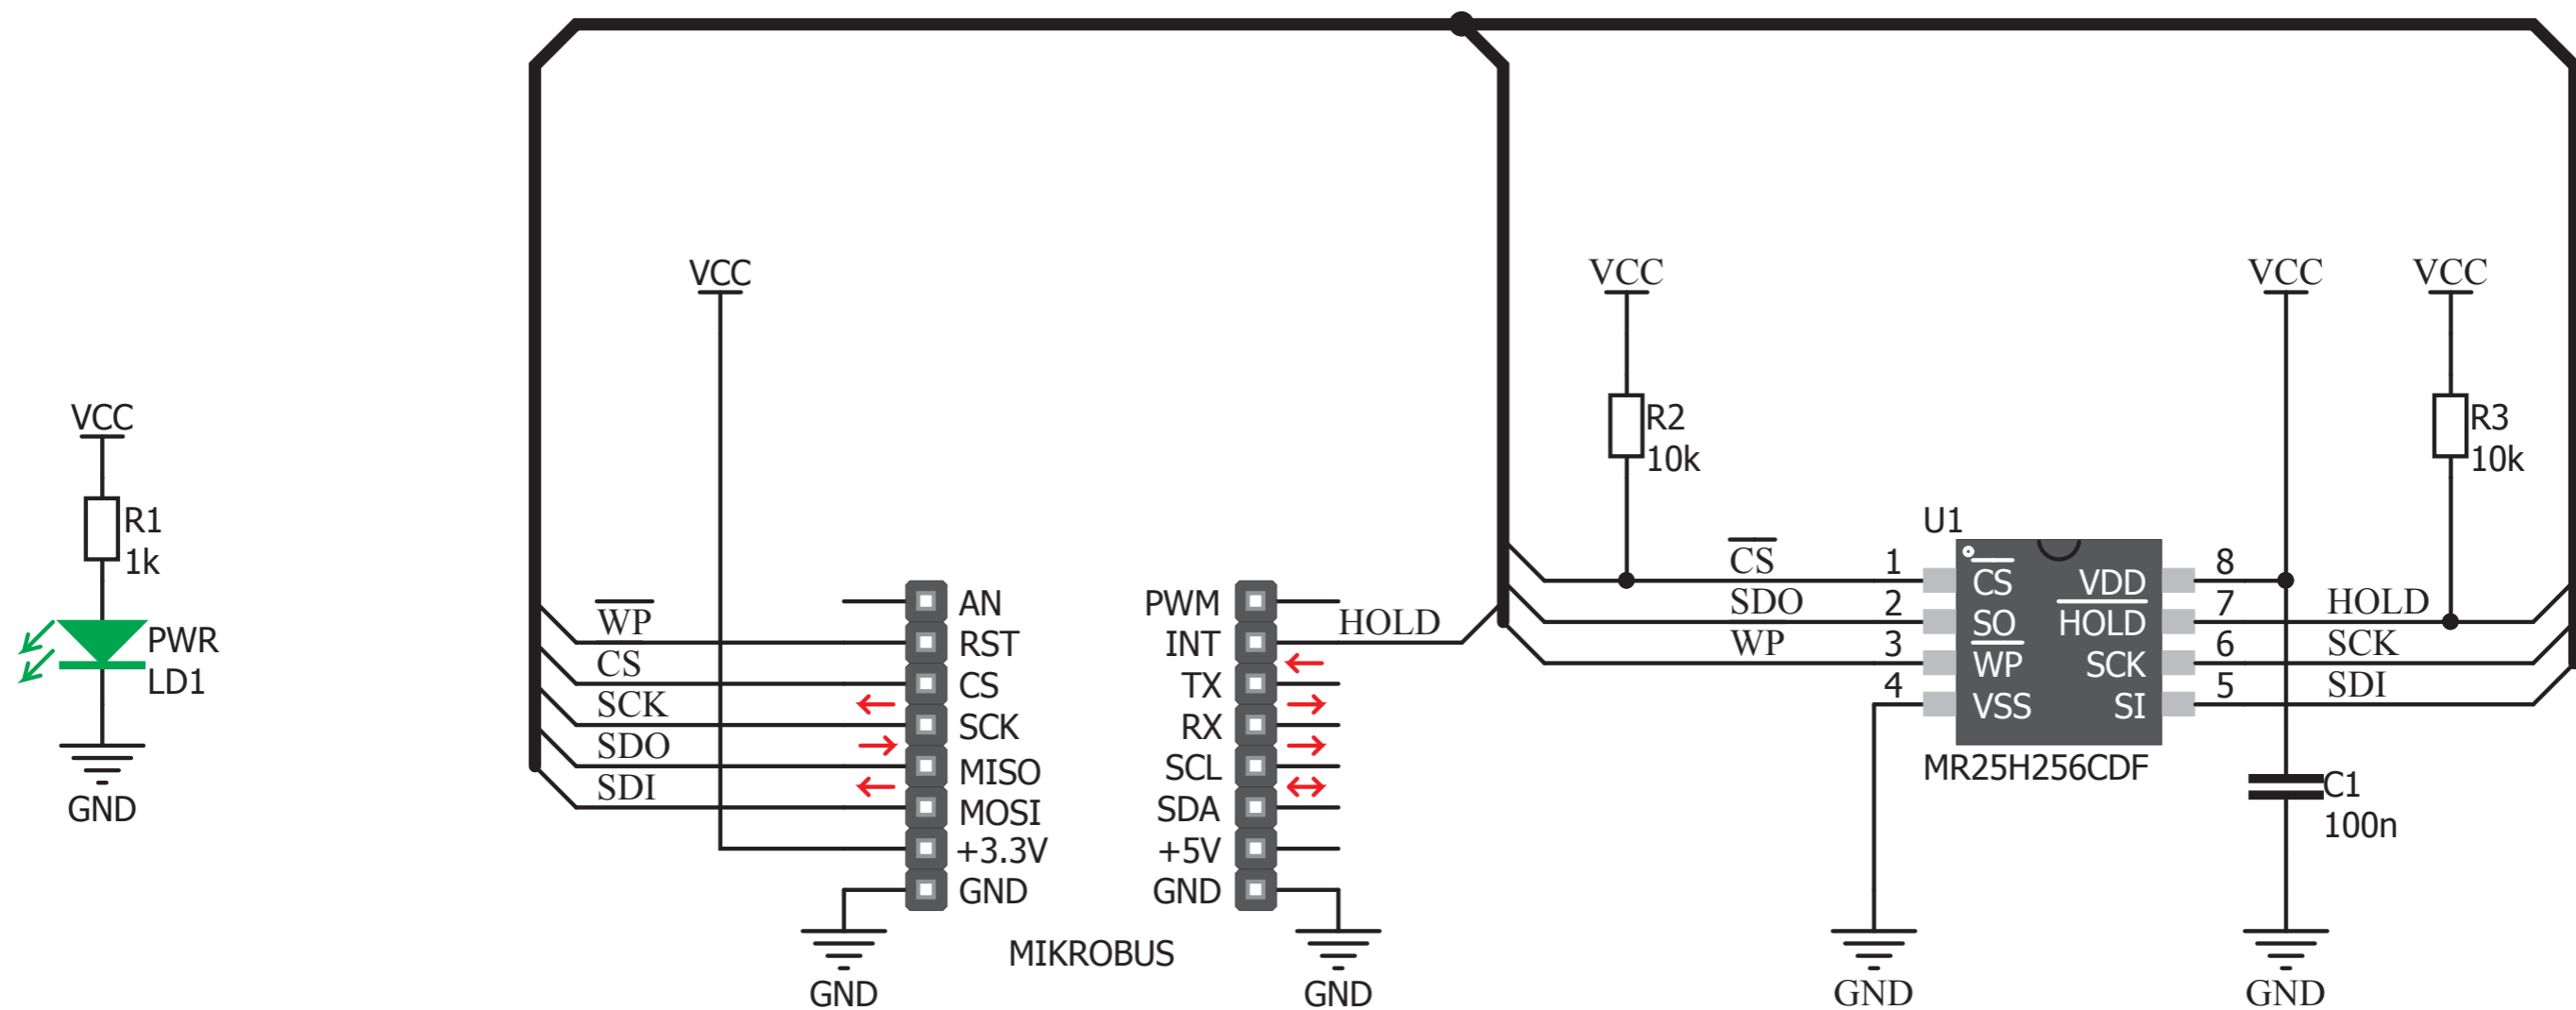 VCC
R1
1k
PWR
LD1
GND
VCC
WP
CS
SCK
SDO
SDI
AN
RST
CS
SCK
MISO
MOSI
+3.3V
GND
GND
PWM
INT
TX
RX
SCL
SDA
+5V
GND
HOLD
GND
MIKROBUS
VCC
R2
10k
CS
SDO
WP
1
2
3
4
U1
CS
SO
WP
VSS
VDD
HOLD
SCK
SI
MR25H256CDF
8
7
6
5
GND
VCC
VCC
R3
10k
HOLD
SCK
SDI
C1
100n
GND